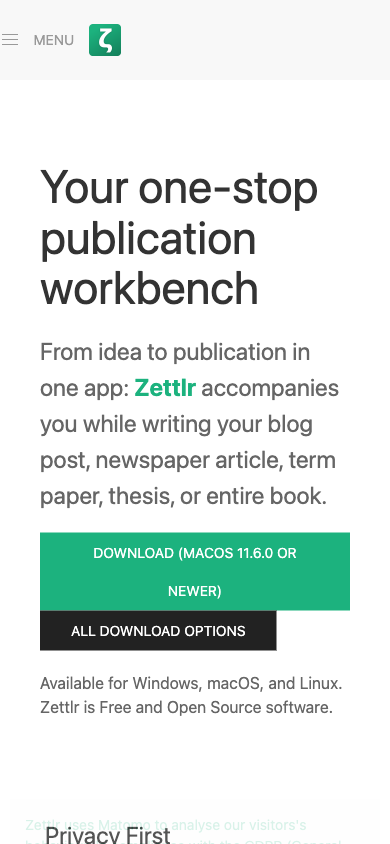 MENU
Your one-stop
publication
workbench
From idea to publication in
one app: Zettlr accompanies
you while writing your blog
post, newspaper article, term
paper, thesis, or entire book.
DOWNLOAD (MACOS 11.6.0 OR
NEWER)
ALL DOWNLOAD OPTIONS
Available for Windows, macOS, and Linux.
Zettlr is Free and Open Source software.
Zettlr uses Matomo to analyse our visitors's
Privacy First